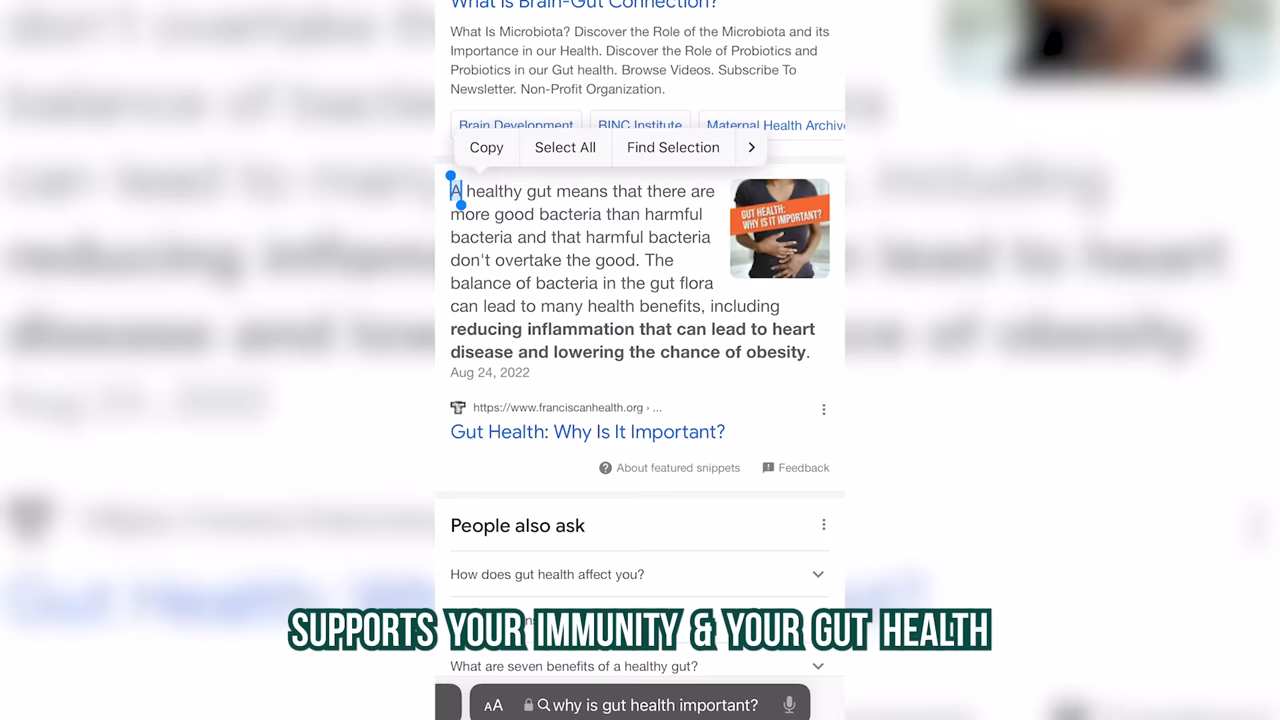 What Is Brain-Gut Connection?
What Is Microbiota? Discover the Role of the Microbiota and its
Importance in our Health. Discover the Role of Probiotics and
Probiotics in our Gut health. Browse Videos. Subscribe To
Newsletter. Non-Profit Organization.
Brain Development BINC Institute Maternal Health Archive
Copy Select All Find Selection
A healthy gut means that there are
more good bacteria than harmful
bacteria and that harmful bacteria
don't overtake the good. The
balance of bacteria in the gut flora
can lead to many health benefits, including
reducing inflammation that can lead to heart
disease and lowering the chance of obesity.
GUT HEALTH:
WHY IS IT IMPORTANT?
Aug 24, 2022
https://www.franciscanhealth.org › ...
Gut Health: Why Is It Important?
About featured snippets Feedback
People also ask
How does gut health affect you?
SUPPORTS YOUR IMMUNITY & YOUR GUT HEALTH
What are seven benefits of a healthy gut?
AA why is gut health important?